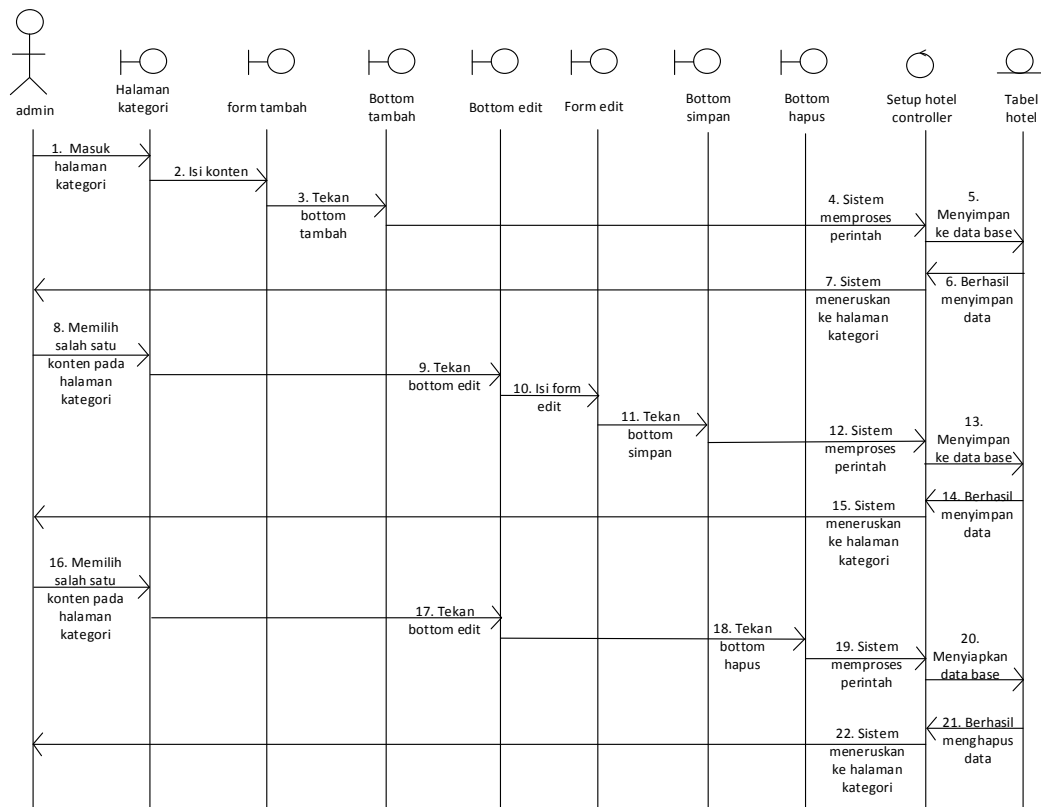 admin
Halaman
kategori
form tambah
Bottom
tambah
Bottom edit
Form edit
Bottom
simpan
Bottom
hapus
Setup hotel
controller
Tabel
hotel
1. Masuk
halaman
kategori
2. Isi konten
3. Tekan
bottom
tambah
4. Sistem
memproses
perintah
5.
Menyimpan
ke data base
6. Berhasil
menyimpan
data
7. Sistem
meneruskan
ke halaman
kategori
8. Memilih
salah satu
konten pada
halaman
kategori
9. Tekan
bottom edit
10. Isi form
edit
11. Tekan
bottom
simpan
12. Sistem
memproses
perintah
13.
Menyimpan
ke data base
14. Berhasil
menyimpan
data
15. Sistem
meneruskan
ke halaman
kategori
16. Memilih
salah satu
konten pada
halaman
kategori
17. Tekan
bottom edit
18. Tekan
bottom
hapus
19. Sistem
memproses
perintah
20.
Menyiapkan
data base
21. Berhasil
menghapus
data
22. Sistem
meneruskan
ke halaman
kategori